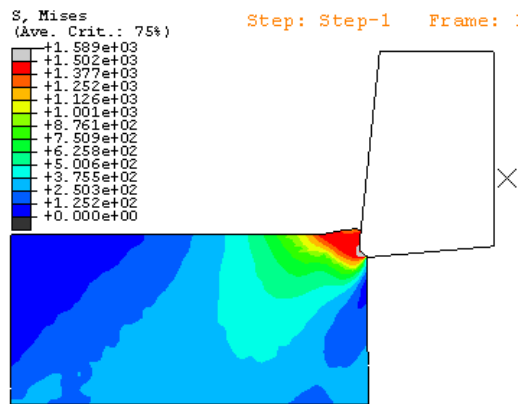 S, Mises
(Ave. Crit.: 75%)
+1.589e+03
+1.502e+03
+1.377e+03
+1.252e+03
+1.126e+03
+1.001e+03
+8.761e+02
+7.509e+02
+6.258e+02
+5.006e+02
+3.755e+02
+2.503e+02
+1.252e+02
+0.000e+00
Step: Step-1 Frame: